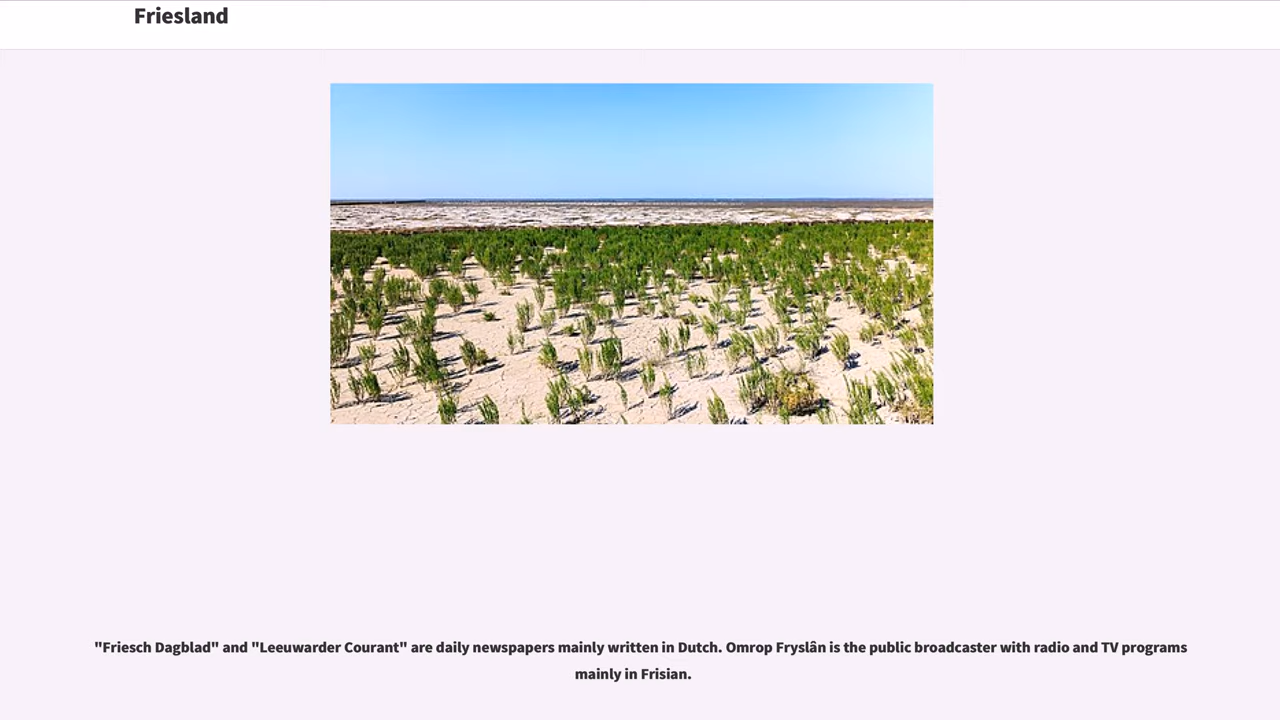 Friesland
"Friesch Dagblad" and "Leeuwarder Courant" are daily newspapers mainly written in Dutch. Omrop Fryslân is the public broadcaster with radio and TV programs
mainly in Frisian.